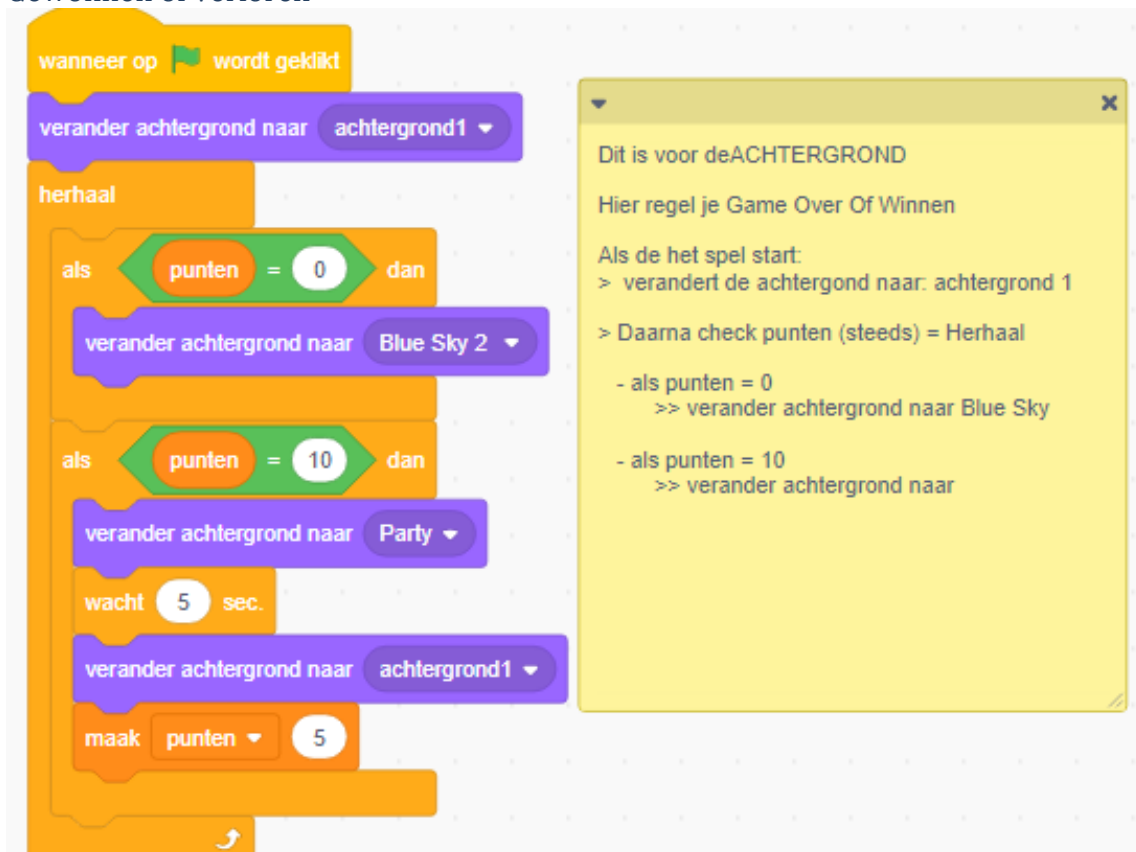 wanneer op wordt geklikt
verander achtergrond naar achtergrond1
herhaal
als punten = 0 dan
verander achtergrond naar Blue Sky 2
als punten = 10 dan
verander achtergrond naar Party
wacht 5 sec.
verander achtergrond naar achtergrond1
maak punten 5
Dit is voor deACHTERGROND
Hier regel je Game Over Of Winnen
Als de het spel start:
> verandert de achtergond naar: achtergrond 1
> Daarna check punten (steeds) = Herhaal
- als punten = 0
>> verander achtergrond naar Blue Sky
- als punten = 10
>> verander achtergrond naar